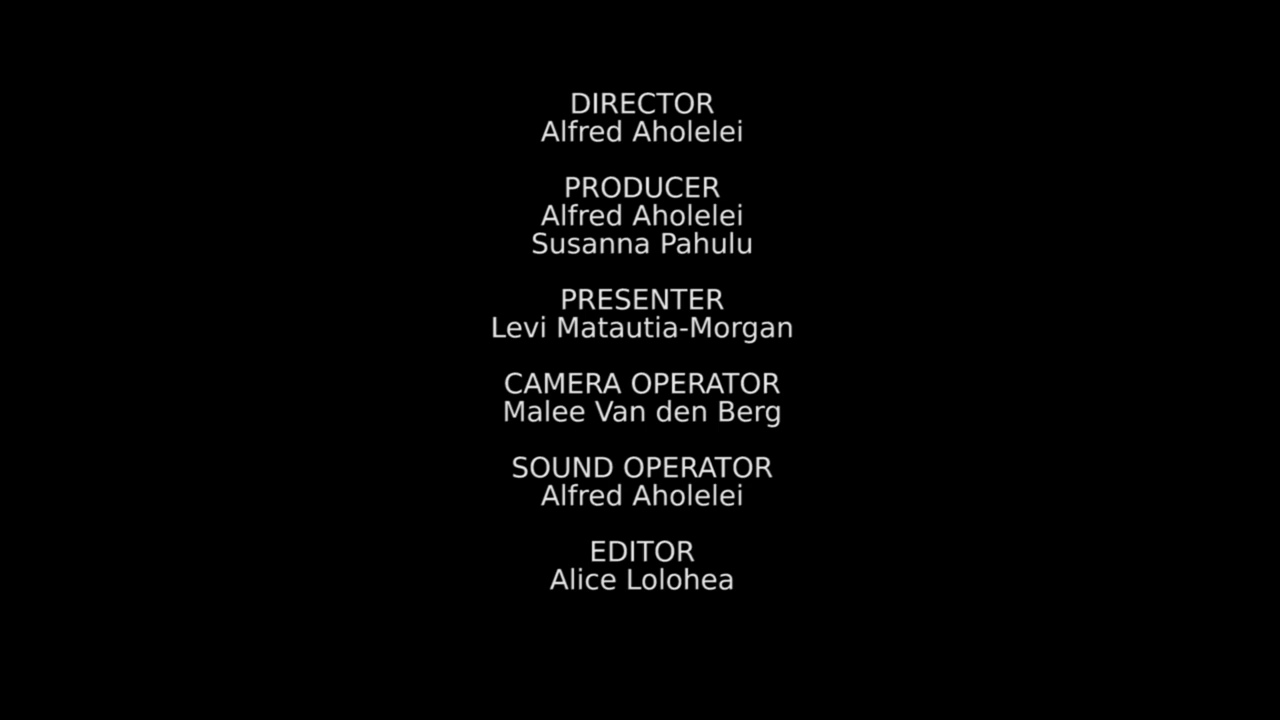 DIRECTOR
Alfred Aholelei
PRODUCER
Alfred Aholelei
Susanna Pahulu
PRESENTER
Levi Matautia-Morgan
CAMERA OPERATOR
Malee Van den Berg
SOUND OPERATOR
Alfred Aholelei
EDITOR
Alice Lolohea